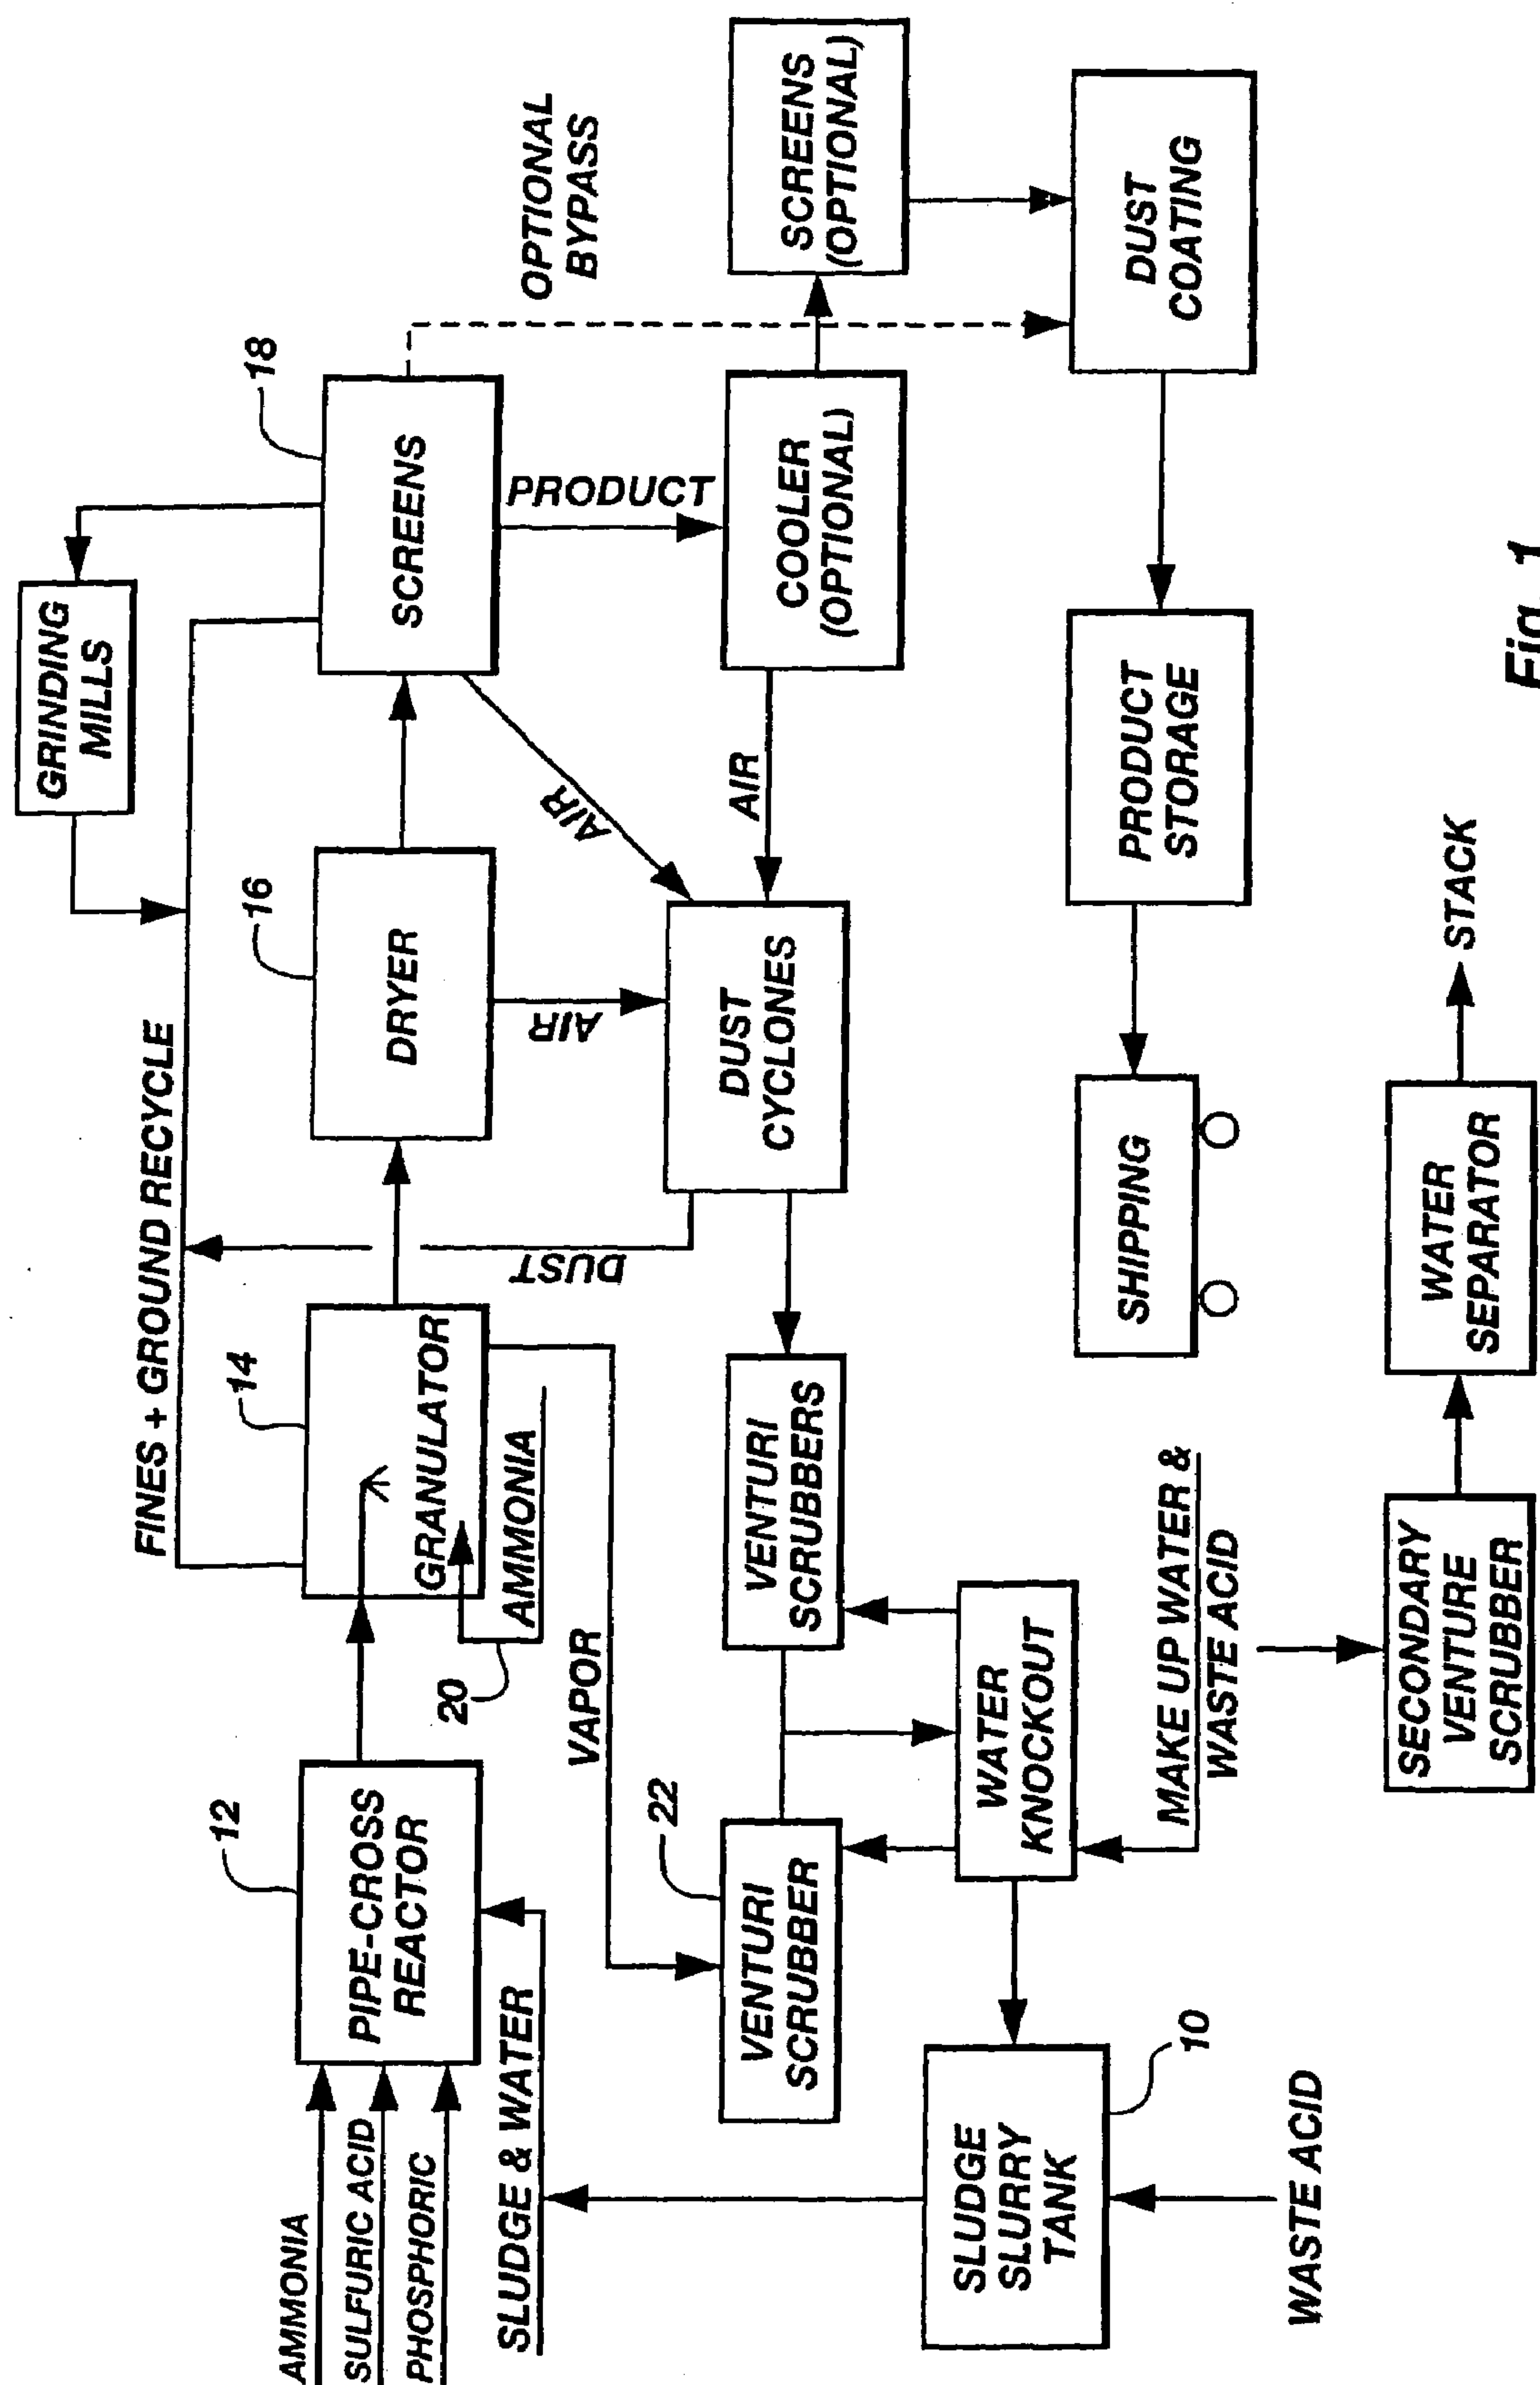 GRINDING
MILLS
FINES + GROUND RECYCLE
12
14
16
18
AMMONIA
SULFURIC ACID
PHOSPHORIC
PIPE-CROSS
REACTOR
GRANULATOR
DRYER
SCREENS
20
AMMONIA
SLUDGE & WATER
VAPOR
DUST
AIR
AIR
PRODUCT
OPTIONAL
BYPASS
22
VENTURI
SCRUBBER
VENTURI
SCRUBBERS
DUST
CYCLONES
AIR
COOLER
(OPTIONAL)
SCREENS
(OPTIONAL)
SLUDGE
SLURRY
TANK
10
WATER
KNOCKOUT
MAKE UP WATER &
WASTE ACID
SHIPPING
PRODUCT
STORAGE
DUST
COATING
WASTE ACID
SECONDARY
VENTURE
SCRUBBER
WATER
SEPARATOR
STACK
Fig. 1